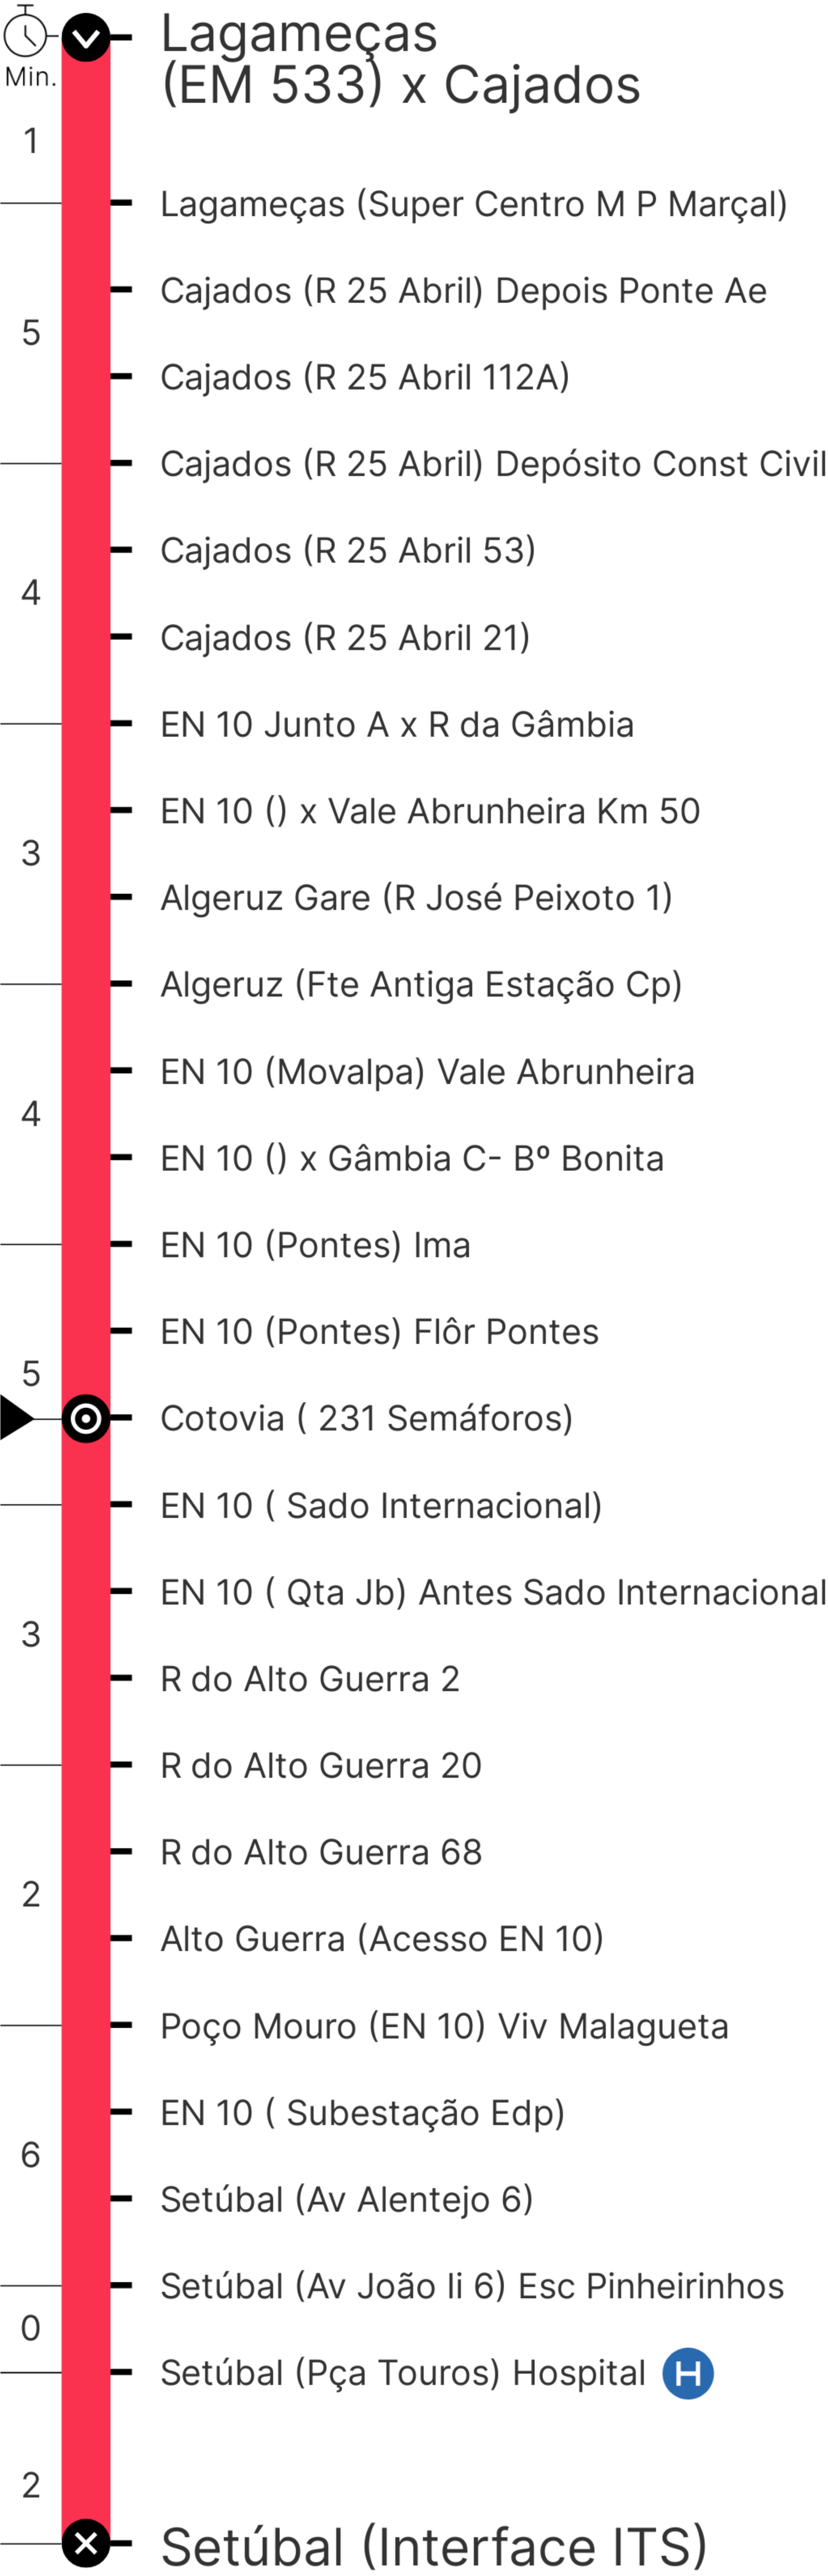 Lagameças
(EM 533) x Cajados
Min.
1
Lagameças (Super Centro M P Marçal)
Cajados (R 25 Abril) Depois Ponte Ae
5
Cajados (R 25 Abril 112A)
Cajados (R 25 Abril) Depósito Const Civil
Cajados (R 25 Abril 53)
4
Cajados (R 25 Abril 21)
EN 10 Junto A x R da Gâmbia
EN 10 () x Vale Abrunheira Km 50
3
Algeruz Gare (R José Peixoto 1)
Algeruz (Fte Antiga Estação Cp)
EN 10 (Movalpa) Vale Abrunheira
4
EN 10 () x Gâmbia C- Bº Bonita
EN 10 (Pontes) Ima
EN 10 (Pontes) Flôr Pontes
5
Cotovia ( 231 Semáforos)
EN 10 ( Sado Internacional)
EN 10 ( Qta Jb) Antes Sado Internacional
3
R do Alto Guerra 2
R do Alto Guerra 20
R do Alto Guerra 68
2
Alto Guerra (Acesso EN 10)
Poço Mouro (EN 10) Viv Malagueta
EN 10 ( Subestação Edp)
6
Setúbal (Av Alentejo 6)
Setúbal (Av João Ii 6) Esc Pinheirinhos
0
Setúbal (Pça Touros) Hospital H
2
Setúbal (Interface ITS)